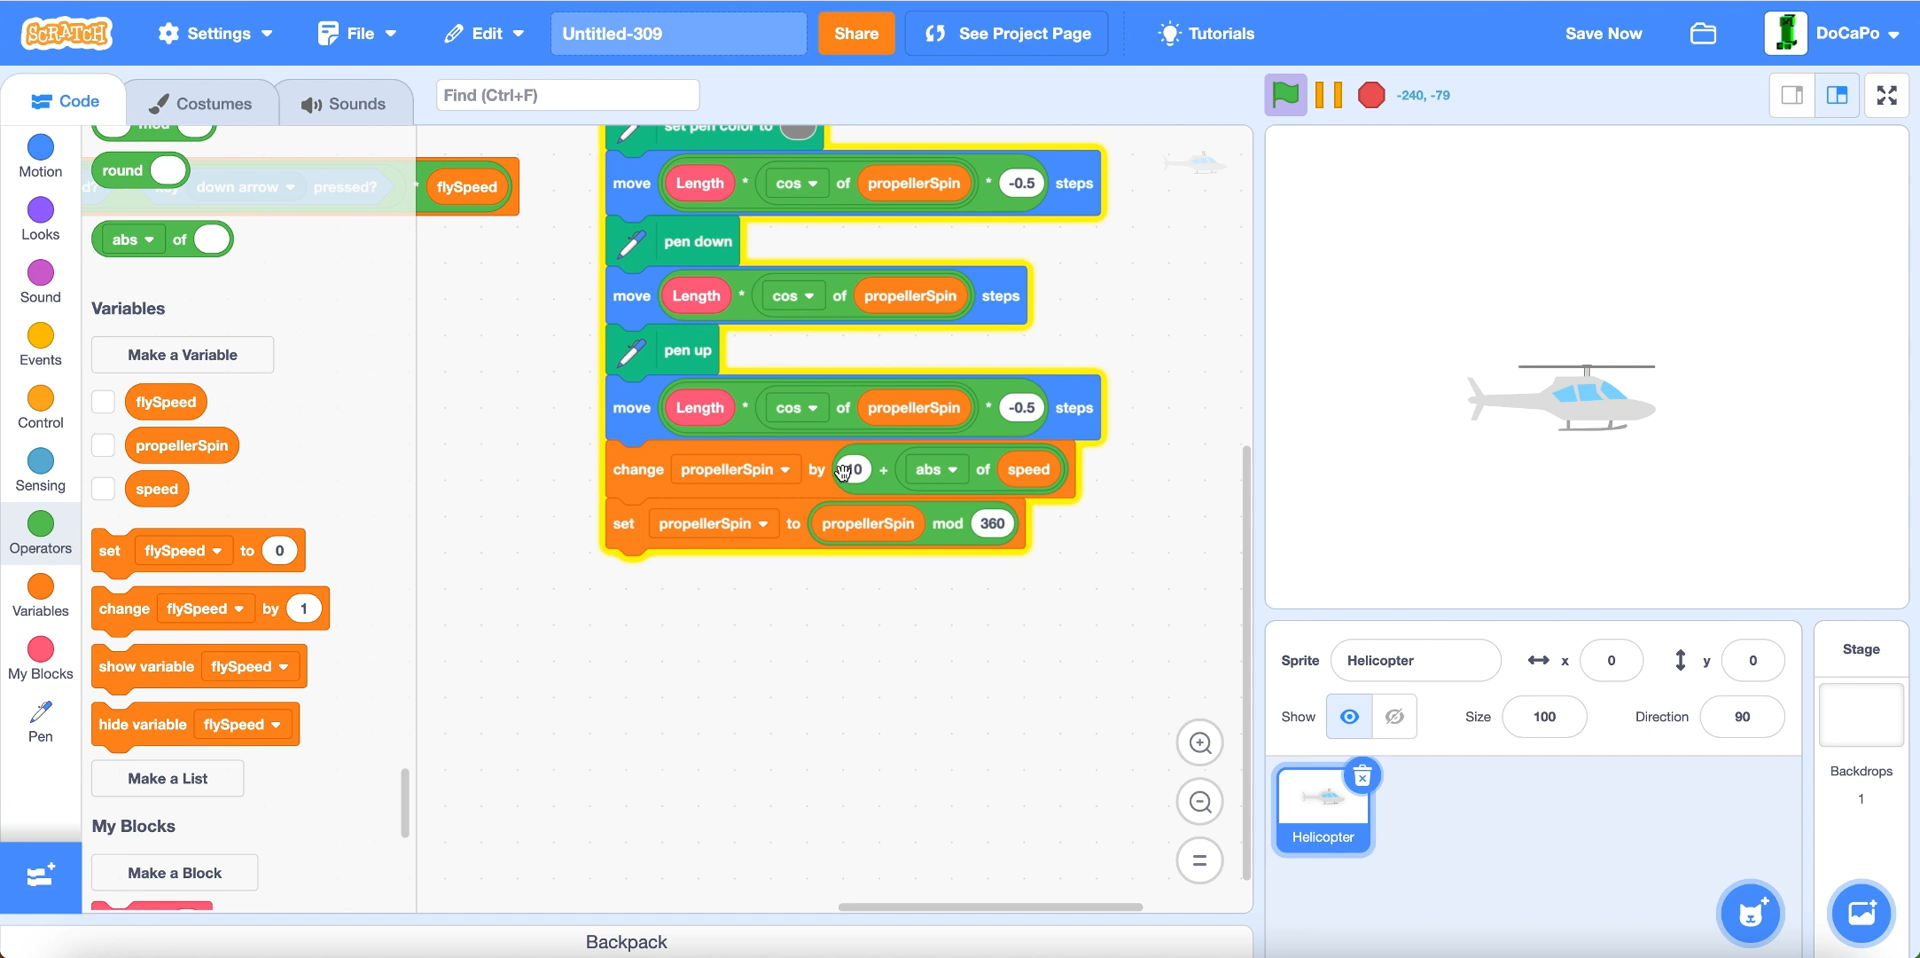 SCRATCH Settings File Edit Untitled-309 Share See Project Page Tutorials Save Now DoCaPo
Code Costumes Sounds Find (Ctrl+F) -240, -79
Motion
Looks
Sound
Events
Control
Sensing
Operators
Variables
My Blocks
Pen
mod
round
down arrow pressed? * flySpeed
abs of
Variables
Make a Variable
flySpeed
propellerSpin
speed
set flySpeed to 0
change flySpeed by 1
show variable flySpeed
hide variable flySpeed
Make a List
My Blocks
Make a Block
set pen color to
move Length * cos of propellerSpin * -0.5 steps
pen down
move Length * cos of propellerSpin steps
pen up
move Length * cos of propellerSpin * -0.5 steps
change propellerSpin by 10 + abs of speed
set propellerSpin to propellerSpin mod 360
Sprite Helicopter x 0 y 0
Show Size 100 Direction 90
Helicopter
Stage
Backdrops
1
Backpack